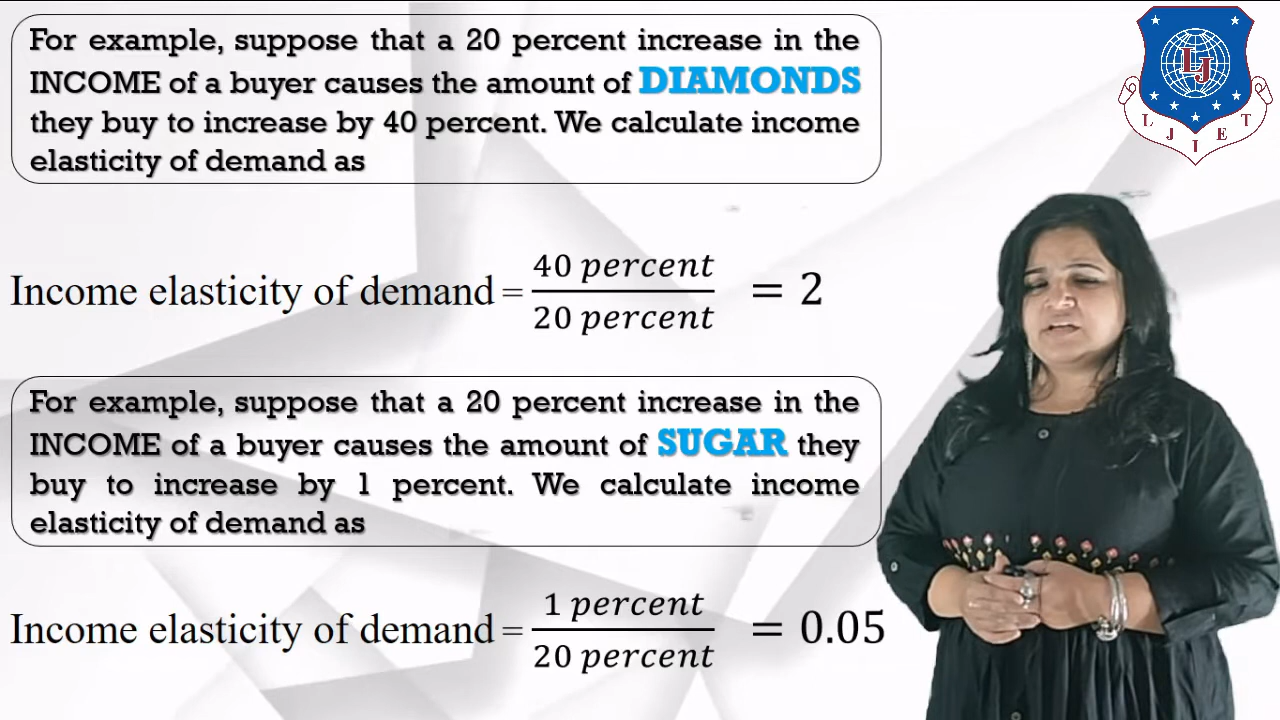 For example, suppose that a 20 percent increase in the
INCOME of a buyer causes the amount of DIAMONDS
they buy to increase by 40 percent. We calculate income
elasticity of demand as
Income elasticity of demand = 40 percent / 20 percent = 2
For example, suppose that a 20 percent increase in the
INCOME of a buyer causes the amount of SUGAR they
buy to increase by 1 percent. We calculate income
elasticity of demand as
Income elasticity of demand = 1 percent / 20 percent = 0.05
LJ
L J I E T